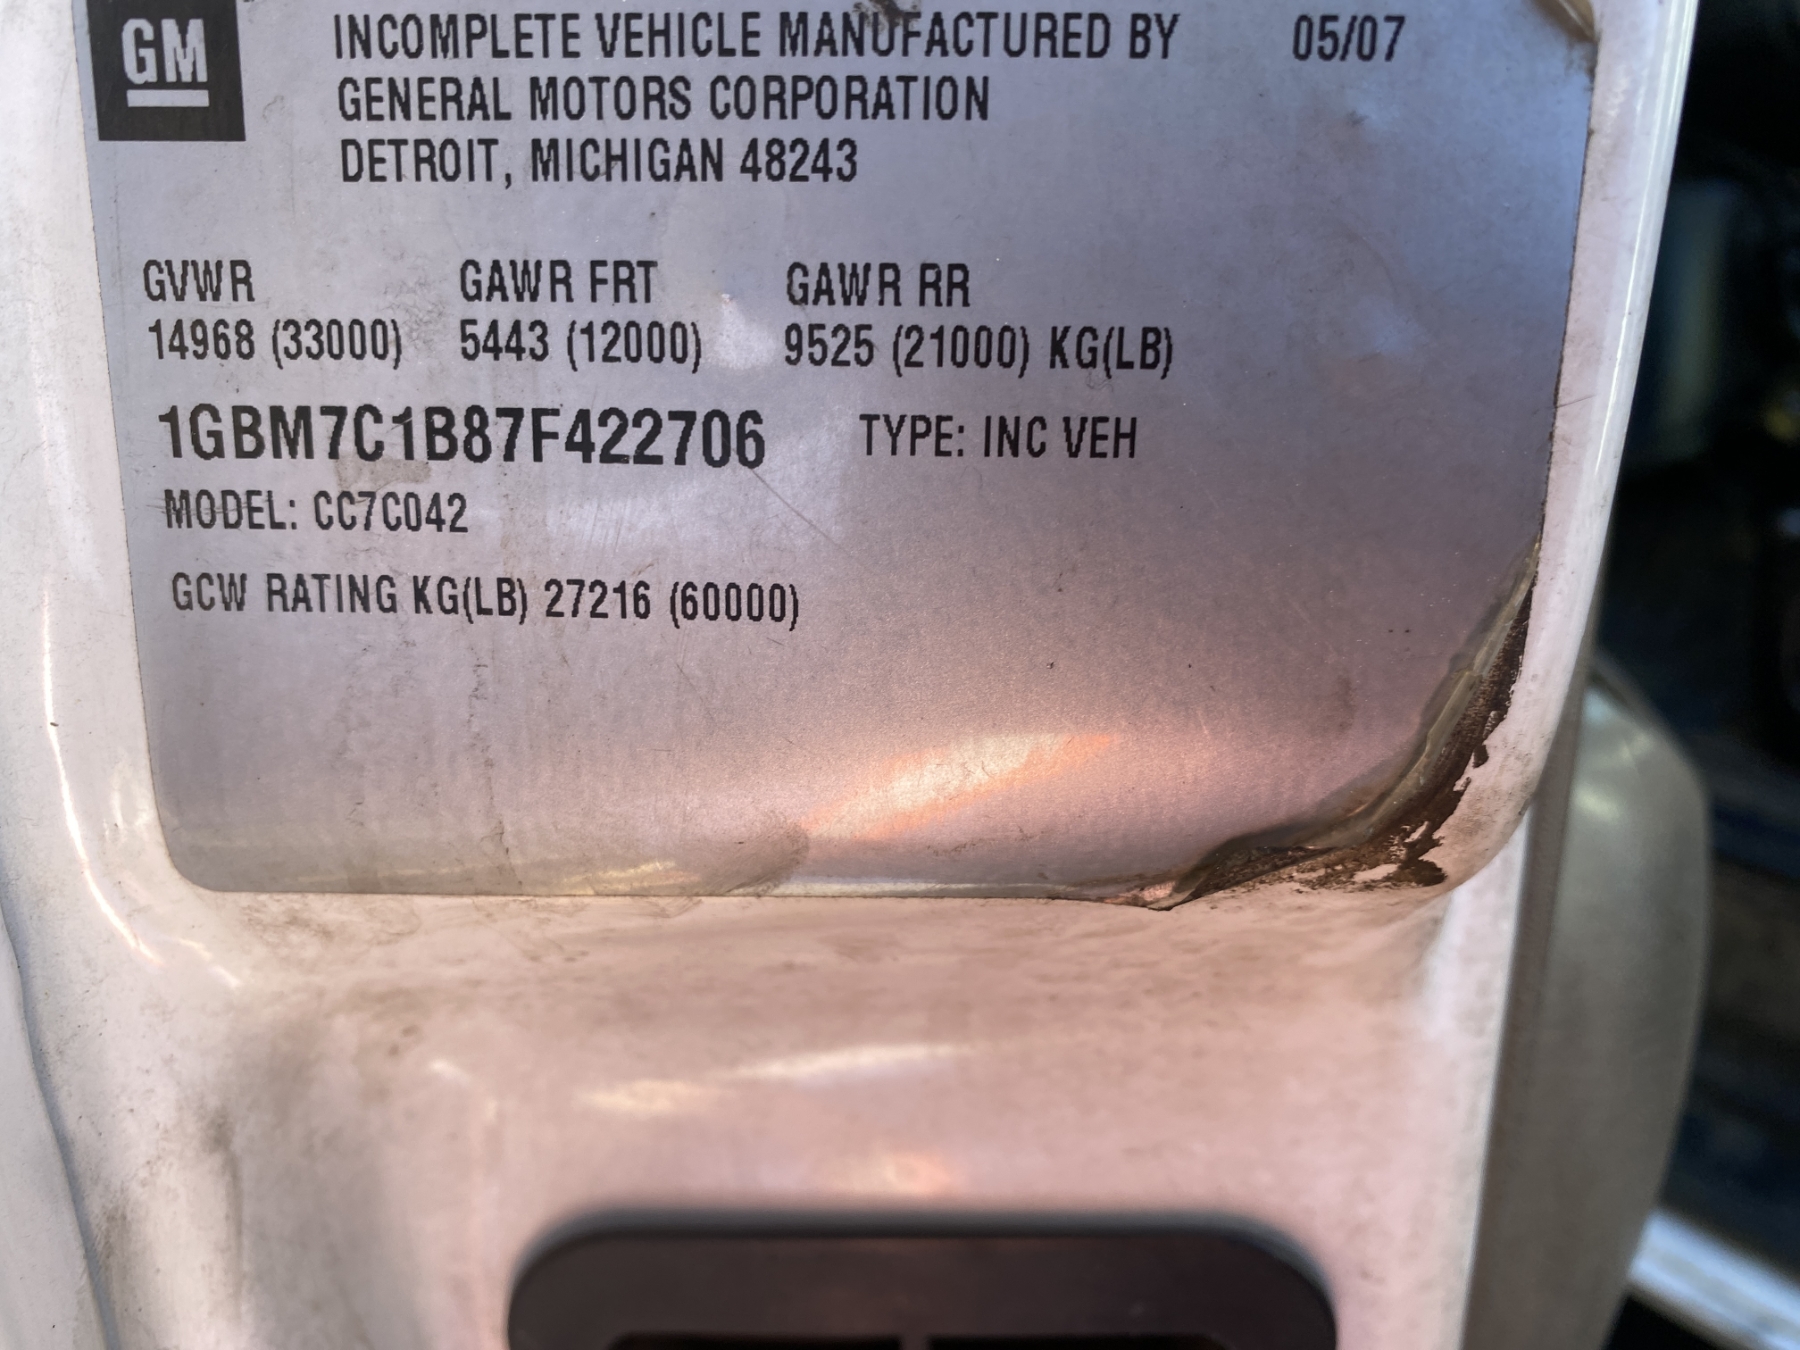 GM
INCOMPLETE VEHICLE MANUFACTURED BY 05/07
GENERAL MOTORS CORPORATION
DETROIT, MICHIGAN 48243
GVWR GAWR FRT GAWR RR
14968 (33000) 5443 (12000) 9525 (21000) KG(LB)
1GBM7C1B87F422706 TYPE: INC VEH
MODEL: CC7C042
GCW RATING KG(LB) 27216 (60000)